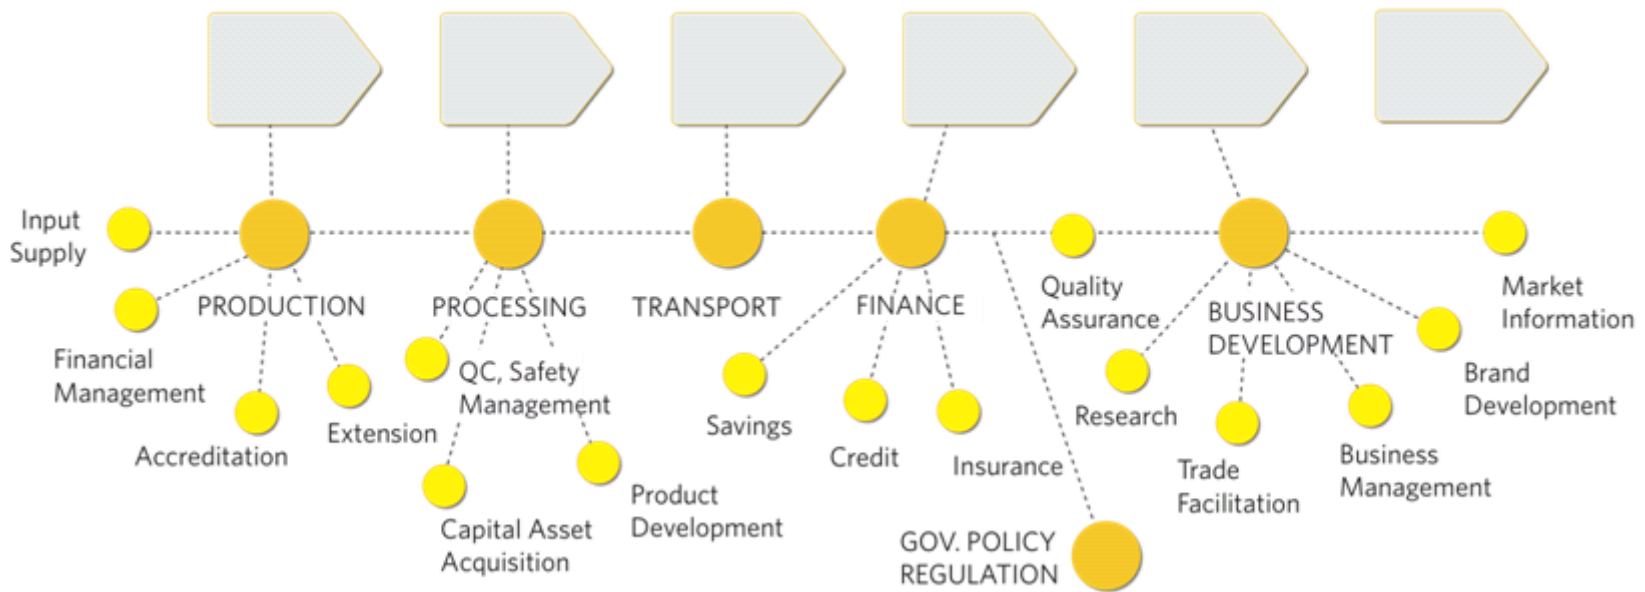 Input
Supply
PRODUCTION
Financial
Management
Accreditation
Extension
PROCESSING
QC, Safety
Management
Capital Asset
Acquisition
Product
Development
TRANSPORT
FINANCE
Savings
Credit
Insurance
GOV. POLICY
REGULATION
Quality
Assurance
BUSINESS
DEVELOPMENT
Research
Trade
Facilitation
Business
Management
Brand
Development
Market
Information